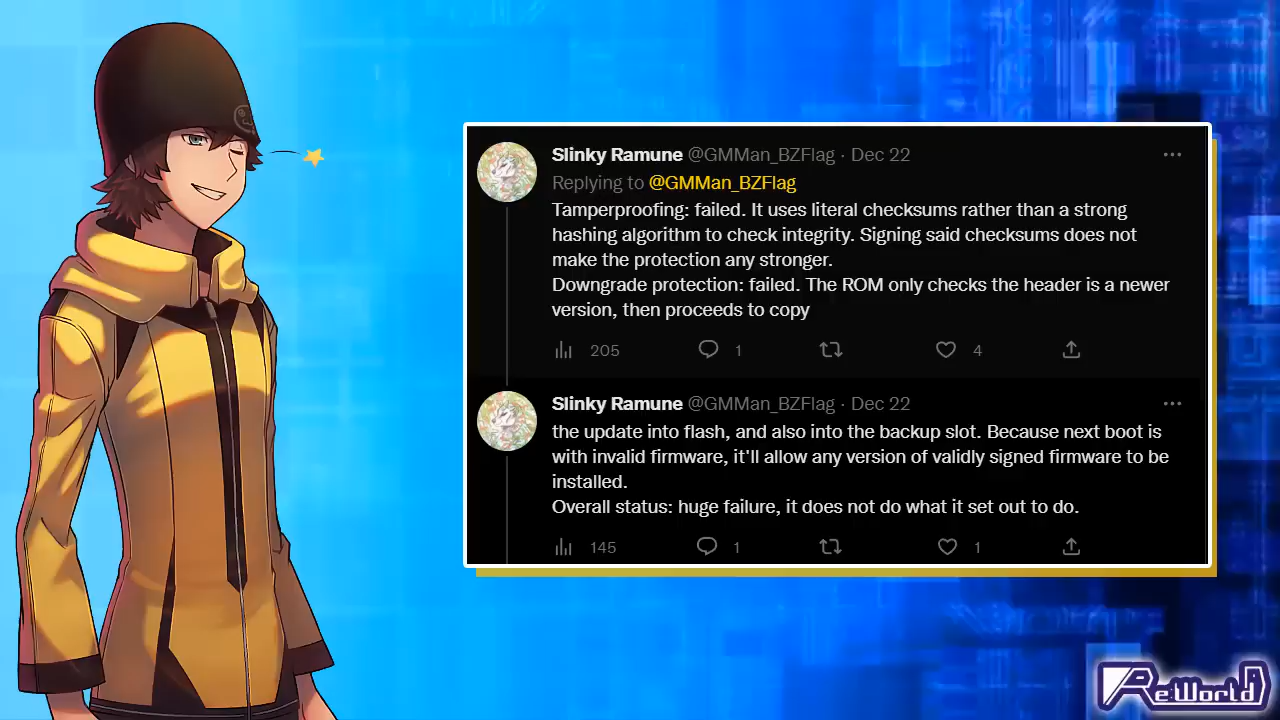 Slinky Ramune @GMMan_BZFlag · Dec 22
Replying to @GMMan_BZFlag
Tamperproofing: failed. It uses literal checksums rather than a strong
hashing algorithm to check integrity. Signing said checksums does not
make the protection any stronger.
Downgrade protection: failed. The ROM only checks the header is a newer
version, then proceeds to copy
205 1 4
Slinky Ramune @GMMan_BZFlag · Dec 22
the update into flash, and also into the backup slot. Because next boot is
with invalid firmware, it'll allow any version of validly signed firmware to be
installed.
Overall status: huge failure, it does not do what it set out to do.
145 1 1
Re:World